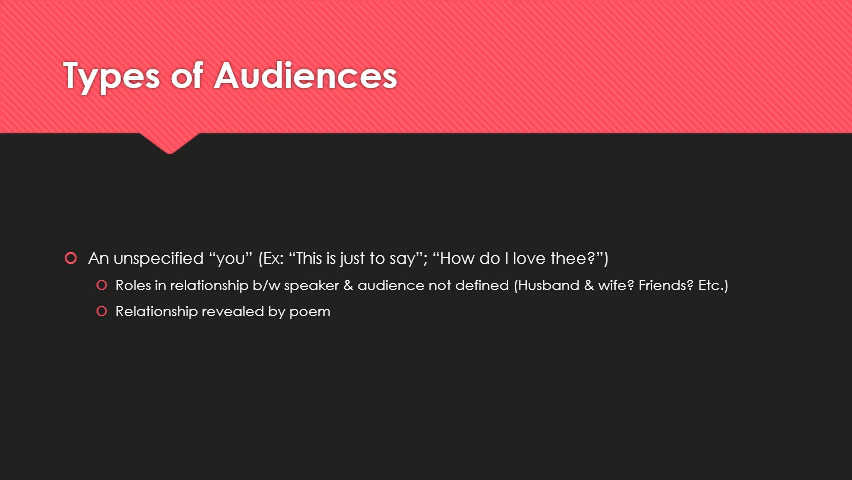 Types of Audiences
An unspecified “you” (Ex: “This is just to say”; “How do I love thee?”)
Roles in relationship b/w speaker & audience not defined (Husband & wife? Friends? Etc.)
Relationship revealed by poem